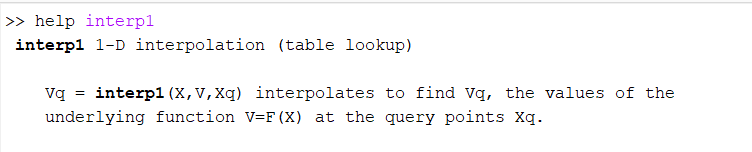 >> help interp1
interp1 1-D interpolation (table lookup)
Vq = interp1(X,V,Xq) interpolates to find Vq, the values of the
underlying function V=F(X) at the query points Xq.